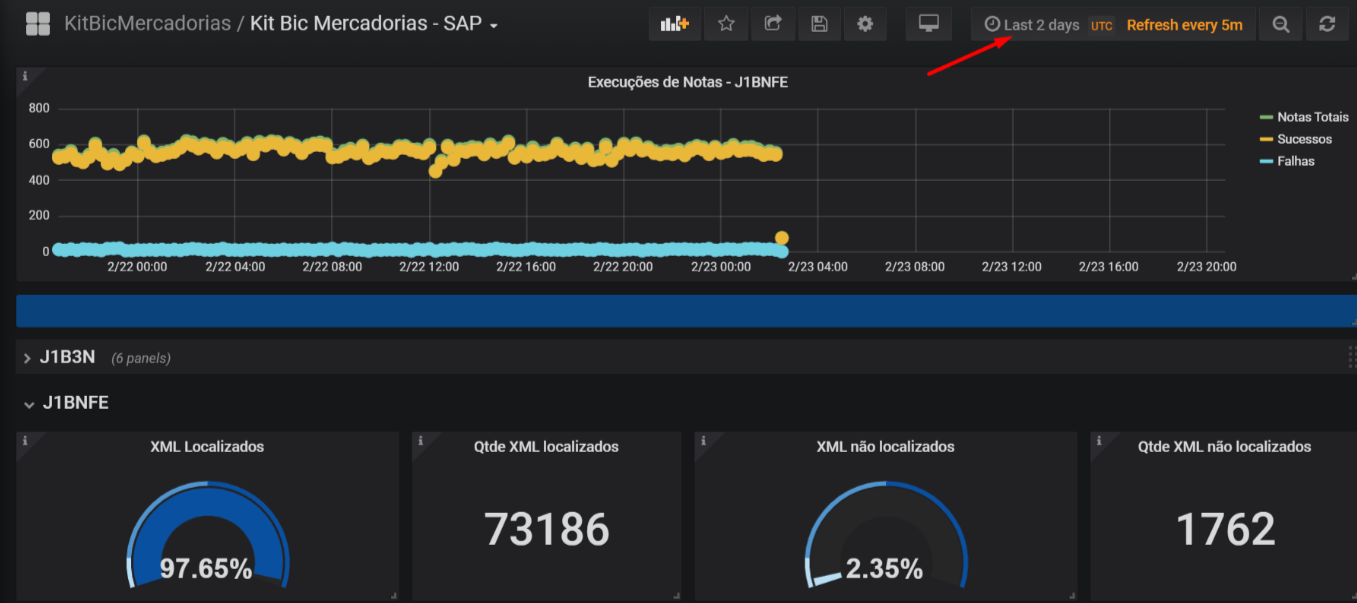 KitBicMercadorias / Kit Bic Mercadorias - SAP
Last 2 days UTC Refresh every 5m
Execuções de Notas - J1BNFE
800
600
400
200
0
2/22 00:00 2/22 04:00 2/22 08:00 2/22 12:00 2/22 16:00 2/22 20:00 2/23 00:00 2/23 04:00 2/23 08:00 2/23 12:00 2/23 16:00 2/23 20:00
Notas Totais
Sucessos
Falhas
J1B3N (6 panels)
J1BNFE
XML Localizados
97.65%
Qtde XML localizados
73186
XML não localizados
2.35%
Qtde XML não localizados
1762